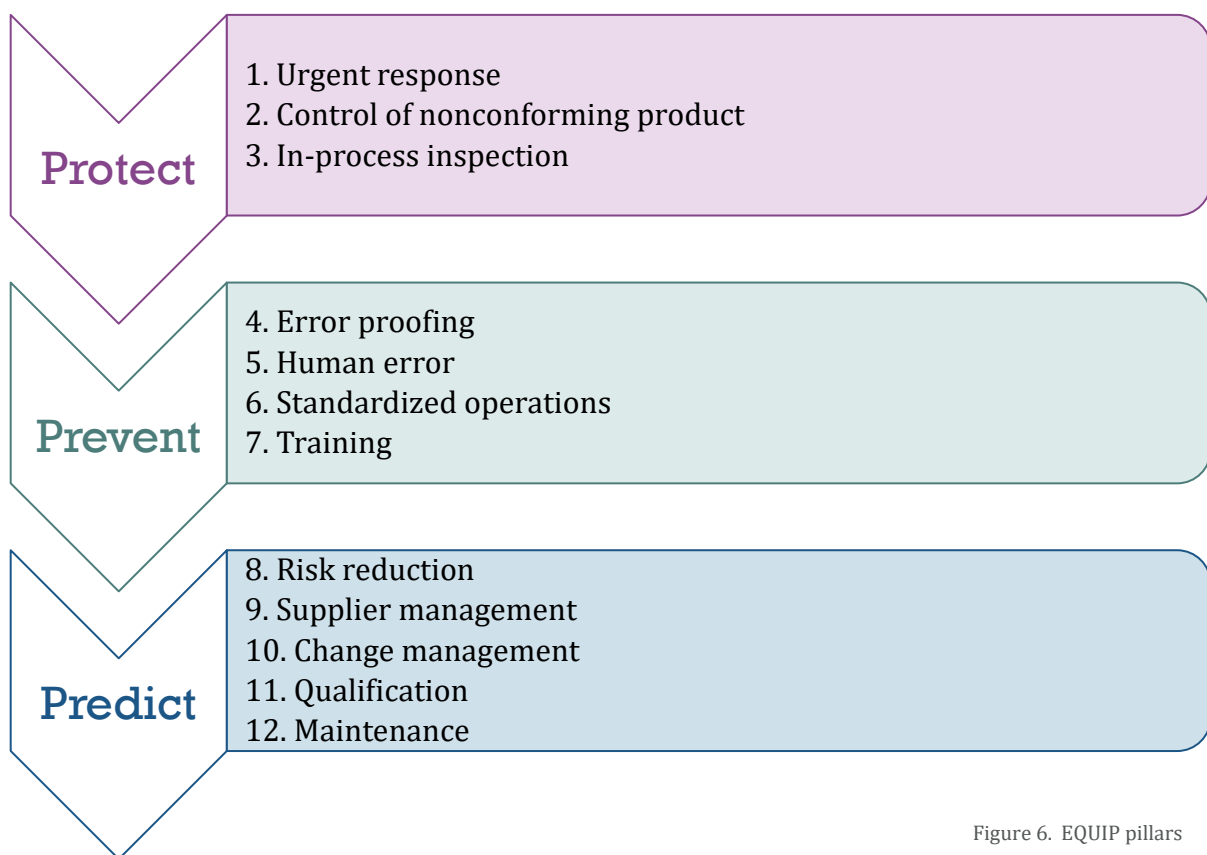 Protect
1. Urgent response
2. Control of nonconforming product
3. In-process inspection
Prevent
4. Error proofing
5. Human error
6. Standardized operations
7. Training
Predict
8. Risk reduction
9. Supplier management
10. Change management
11. Qualification
12. Maintenance
Figure 6. EQUIP pillars